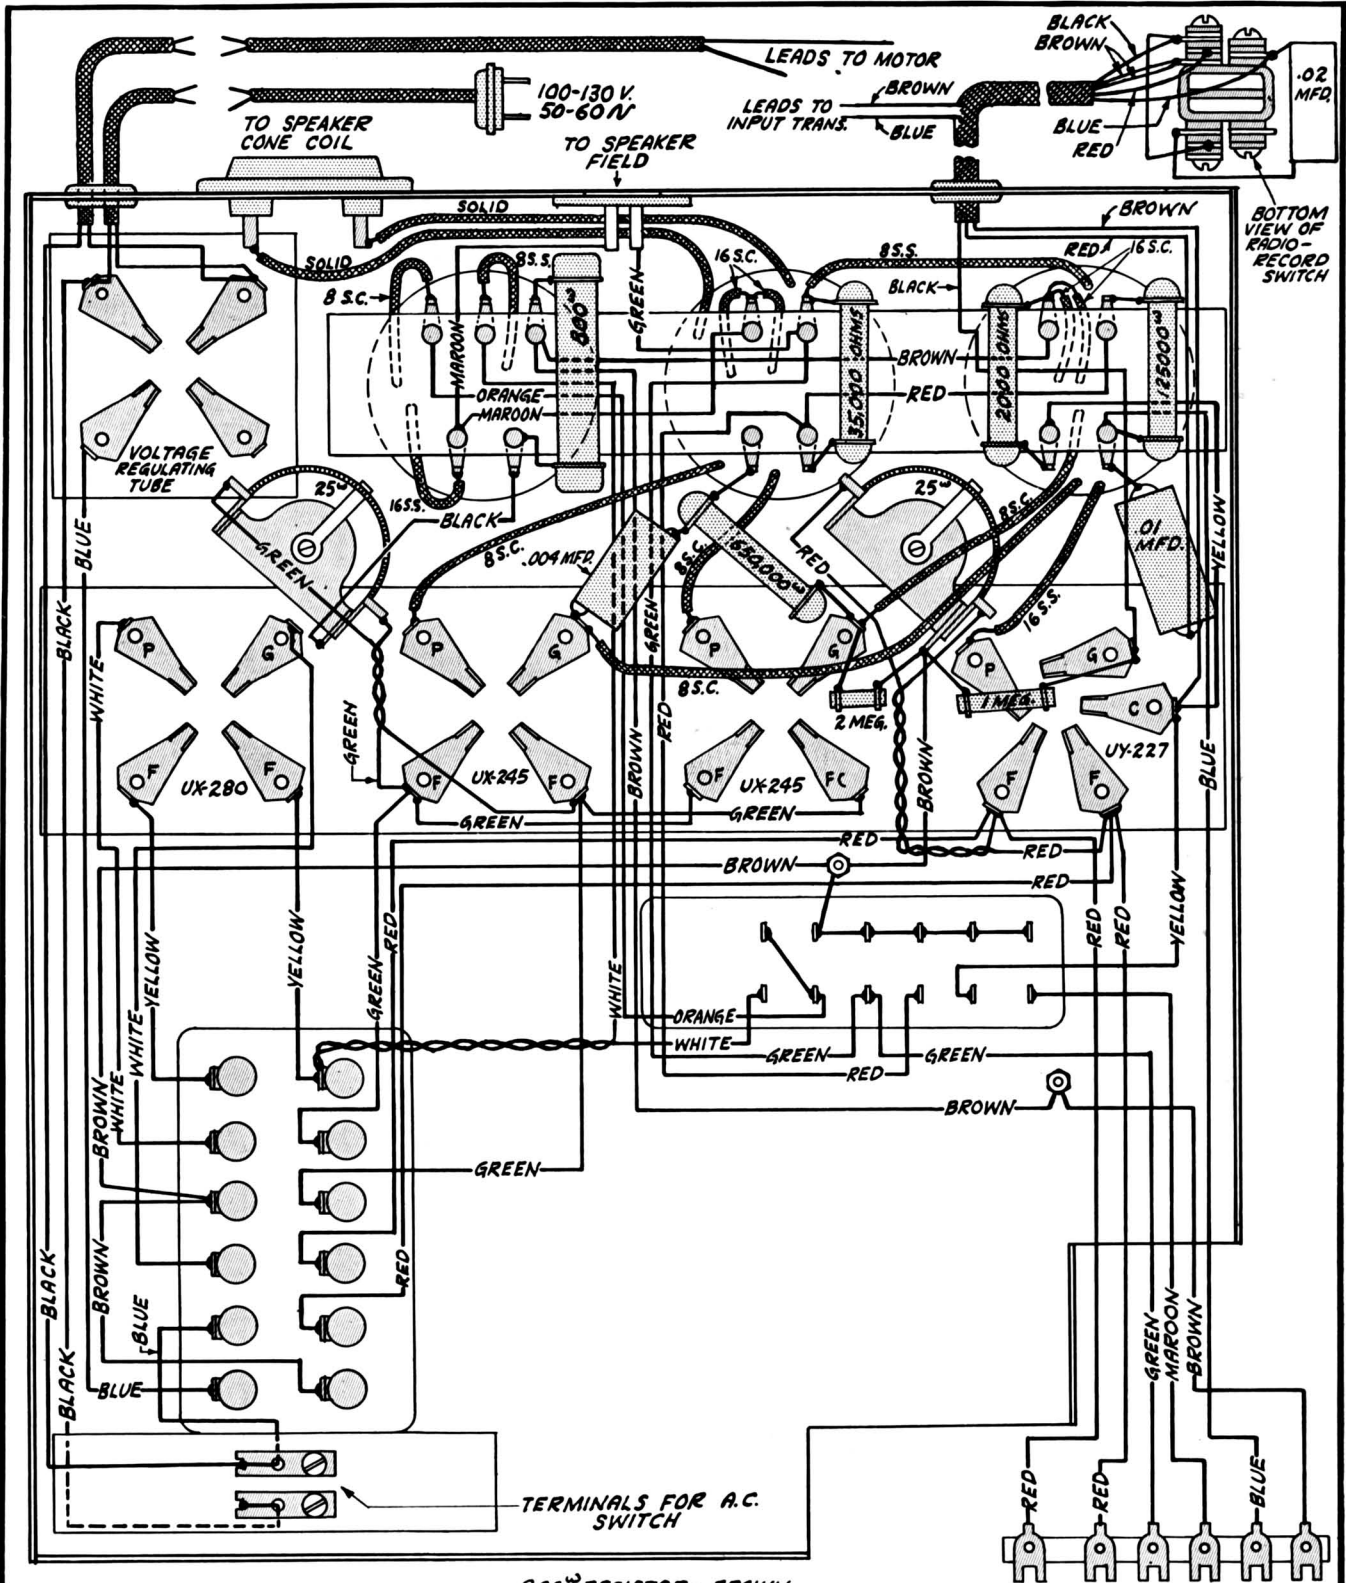 BLACK
BROWN
LEADS TO MOTOR
.02
MFD.
BROWN
100-130 V.
50-60 ∿
LEADS TO
INPUT TRANS.
BLUE
BLUE
RED
TO SPEAKER
CONE COIL
TO SPEAKER
FIELD
BOTTOM
VIEW OF
RADIO-
RECORD
SWITCH
SOLID
BROWN
SOLID
8 S.C.
8 S.S.
16 S.C.
8 S.S.
RED
16 S.C.
GREEN
BLACK
MAROON
800ω
35,000 OHMS
2000 OHMS
125000ω
BROWN
ORANGE
RED
MAROON
VOLTAGE
REGULATING
TUBE
25ω
16 S.S.
BLACK
25ω
8 S.C.
YELLOW
BLUE
GREEN
8 S.C.
.004 MFD.
8 S.C.
650,000ω
RED
.01
MFD.
BLACK
WHITE
GREEN
16 S.S.
P
G
P
G
P
G
P
G
8 S.C.
2 MEG.
1 MEG.
C
RED
GREEN
BROWN
BROWN
BLUE
UY-227
F
F
UX-280
F
UX-245
F
F
UX-245
F C
F
F
GREEN
GREEN
RED
RED
BROWN
RED
YELLOW
YELLOW
GREEN
RED
WHITE
RED
RED
YELLOW
WHITE
ORANGE
WHITE
GREEN
GREEN
RED
BROWN
WHITE
BROWN
GREEN
BLACK
BROWN
RED
BLUE
BLACK
BLUE
GREEN
MAROON
BROWN
RED
RED
BLUE
TERMINALS FOR A.C.
SWITCH